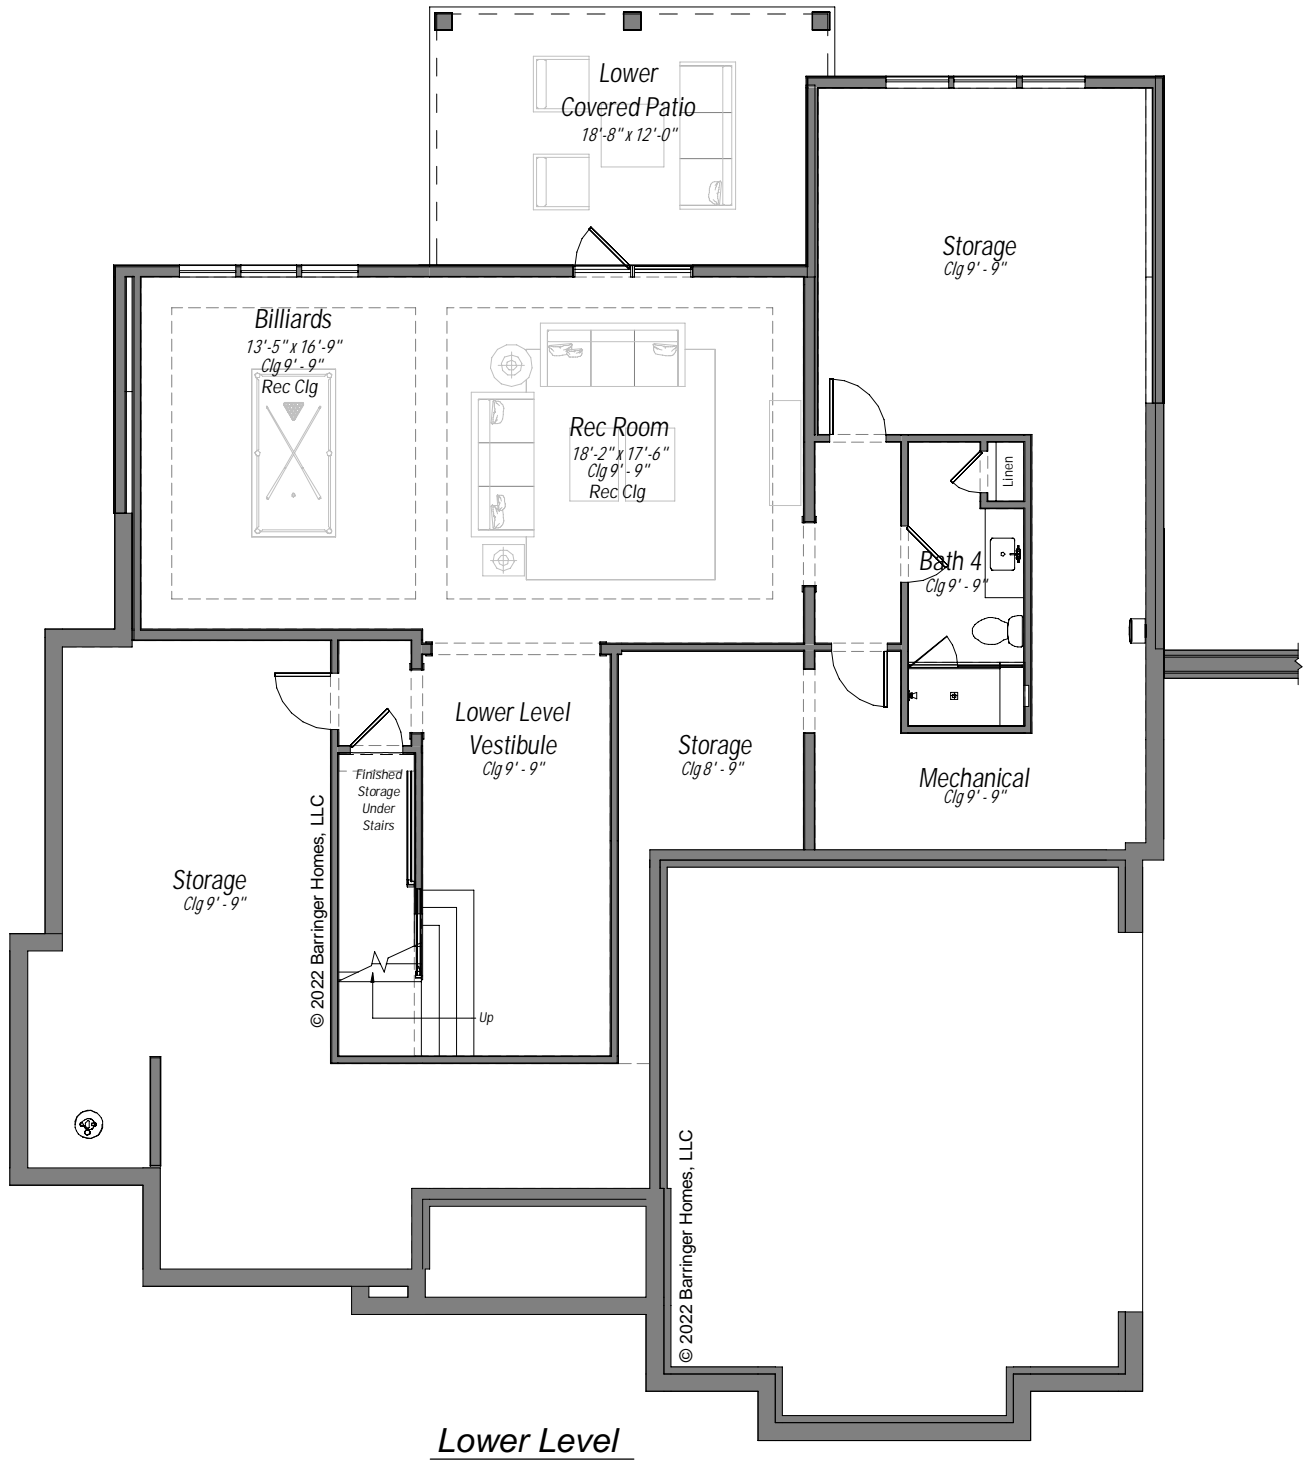 Lower
Covered Patio
18'-8" x 12'-0"
Storage
Clg 9' - 9"
Billiards
13'-5" x 16'-9"
Clg 9' - 9"
Rec Clg
Rec Room
18'-2" x 17'-6"
Clg 9' - 9"
Rec Clg
Linen
Bath 4
Clg 9' - 9"
Lower Level
Vestibule
Clg 9' - 9"
Storage
Clg 8' - 9"
Mechanical
Clg 9' - 9"
Finished
Storage
Under
Stairs
Storage
Clg 9' - 9"
© 2022 Barringer Homes, LLC
Up
© 2022 Barringer Homes, LLC
Lower Level